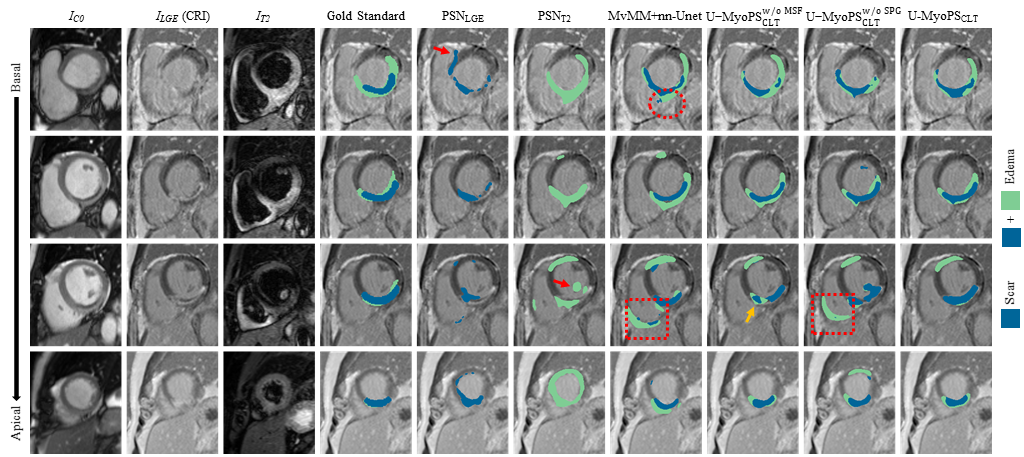 I_C0 I_LGE (CRI) I_T2 Gold Standard PSN_LGE PSN_T2 MvMM+nn-Unet U−MyoPS_CLT^w/o MSF U−MyoPS_CLT^w/o SPG U-MyoPS_CLT
Basal
Apical
Edema
+
Scar